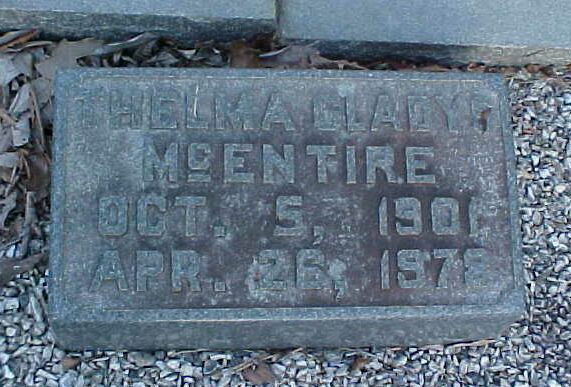 THELMA GLADYS
McENTIRE
OCT. 5, 1901
APR. 26, 1978